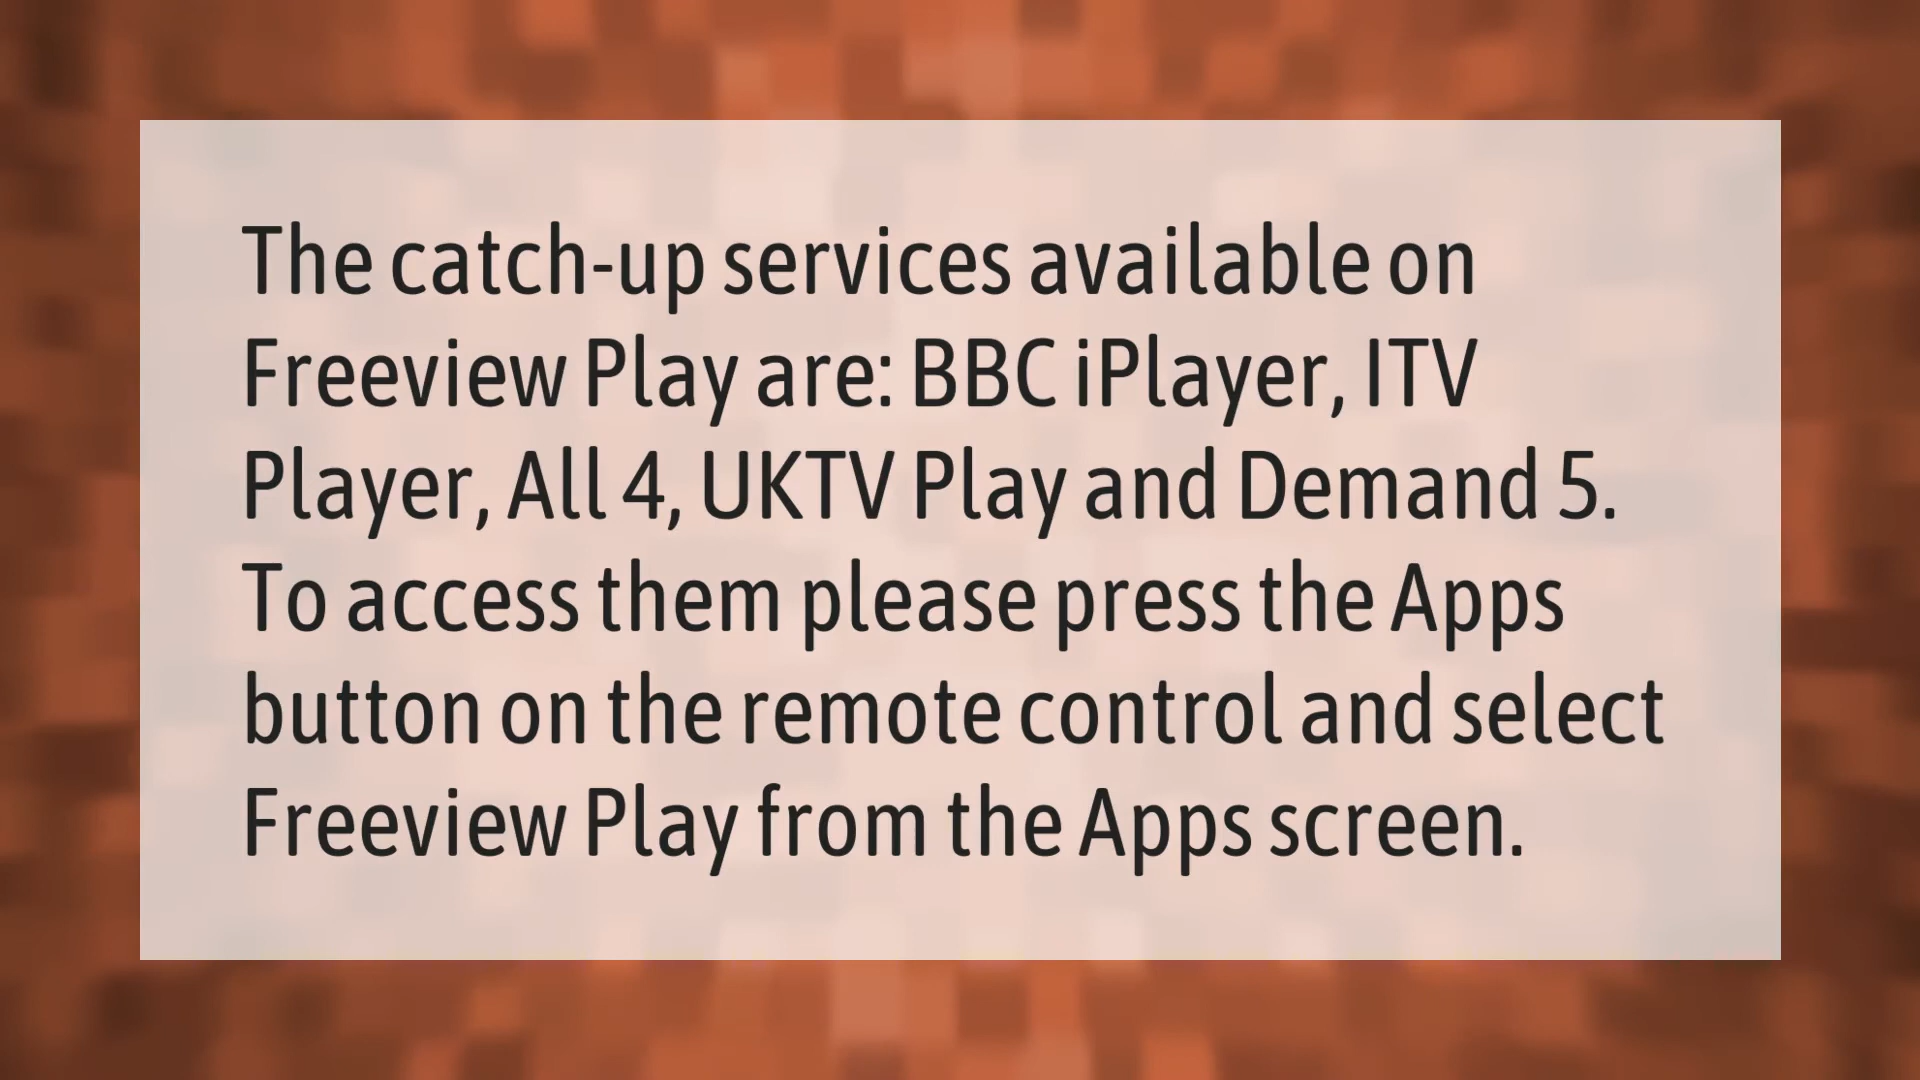 The catch-up services available on
Freeview Play are: BBC iPlayer, ITV
Player, All 4, UKTV Play and Demand 5.
To access them please press the Apps
button on the remote control and select
Freeview Play from the Apps screen.